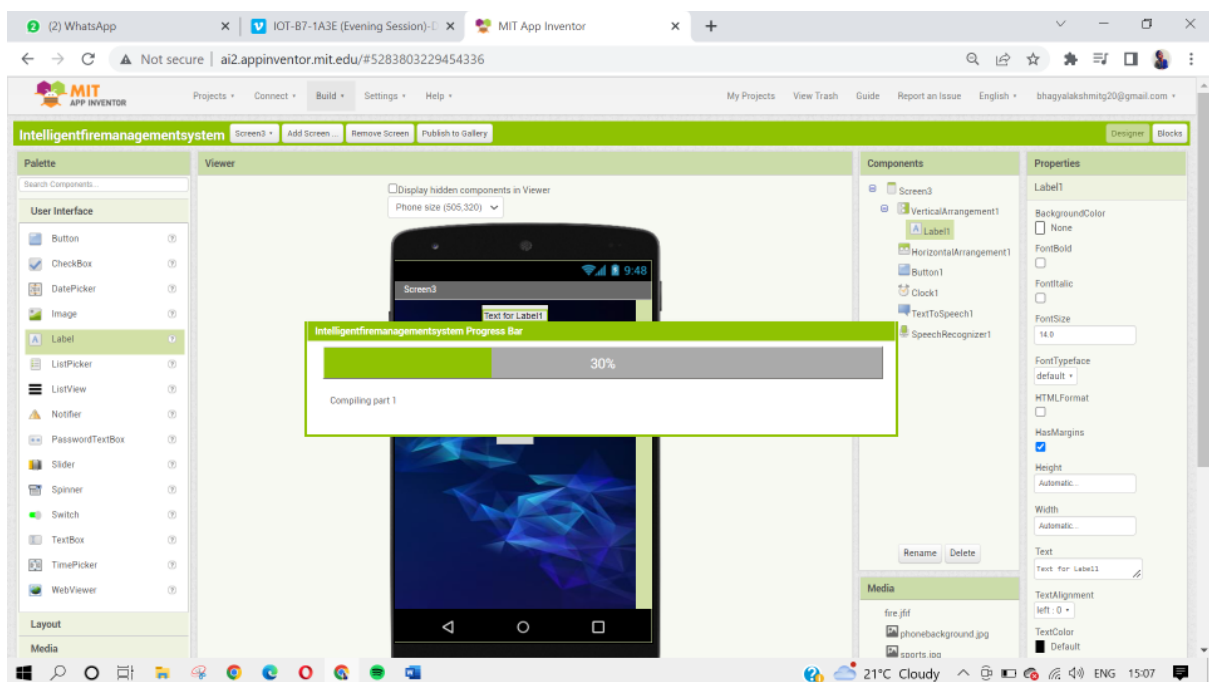 (2) WhatsApp
IOT-B7-1A3E (Evening Session)-
MIT App Inventor
Not secure ai2.appinventor.mit.edu/#5283803229454336
MIT
APP INVENTOR
Projects Connect Build Settings Help
My Projects View Trash Guide Report an Issue English bhagyalakshmitg20@gmail.com
Intelligentfiremanagementsystem Screen3 Add Screen ... Remove Screen Publish to Gallery Designer Blocks
Palette
Search Components...
User Interface
Button
CheckBox
DatePicker
Image
Label
ListPicker
ListView
Notifier
PasswordTextBox
Slider
Spinner
Switch
TextBox
TimePicker
WebViewer
Layout
Media
Viewer
Display hidden components in Viewer
Phone size (505,320)
9:48
Screen3
Text for Label1
Intelligentfiremanagementsystem Progress Bar
30%
Compiling part 1
Components
Screen3
VerticalArrangement1
Label1
HorizontalArrangement1
Button1
Clock1
TextToSpeech1
SpeechRecognizer1
Rename Delete
Media
fire.jfif
phonebackground.jpg
sports.jpg
Properties
Label1
BackgroundColor
None
FontBold
FontItalic
FontSize
14.0
FontTypeface
default
HTMLFormat
HasMargins
Height
Automatic...
Width
Automatic...
Text
Text for Label1
TextAlignment
left : 0
TextColor
Default
21°C Cloudy ENG 15:07